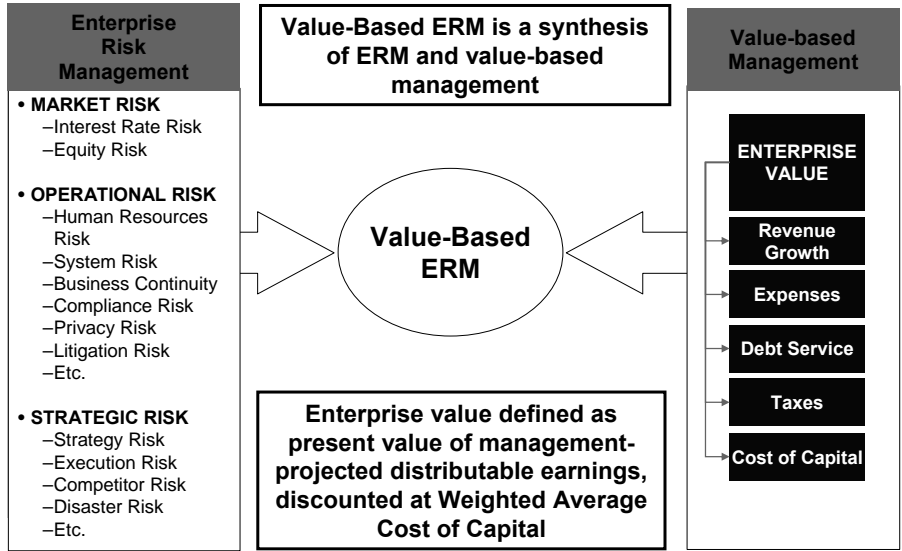 Enterprise
Risk
Management
• MARKET RISK
–Interest Rate Risk
–Equity Risk
• OPERATIONAL RISK
–Human Resources
Risk
–System Risk
–Business Continuity
–Compliance Risk
–Privacy Risk
–Litigation Risk
–Etc.
• STRATEGIC RISK
–Strategy Risk
–Execution Risk
–Competitor Risk
–Disaster Risk
–Etc.
Value-Based ERM is a synthesis
of ERM and value-based
management
Value-Based
ERM
Enterprise value defined as
present value of management-
projected distributable earnings,
discounted at Weighted Average
Cost of Capital
Value-based
Management
ENTERPRISE
VALUE
Revenue
Growth
Expenses
Debt Service
Taxes
Cost of Capital